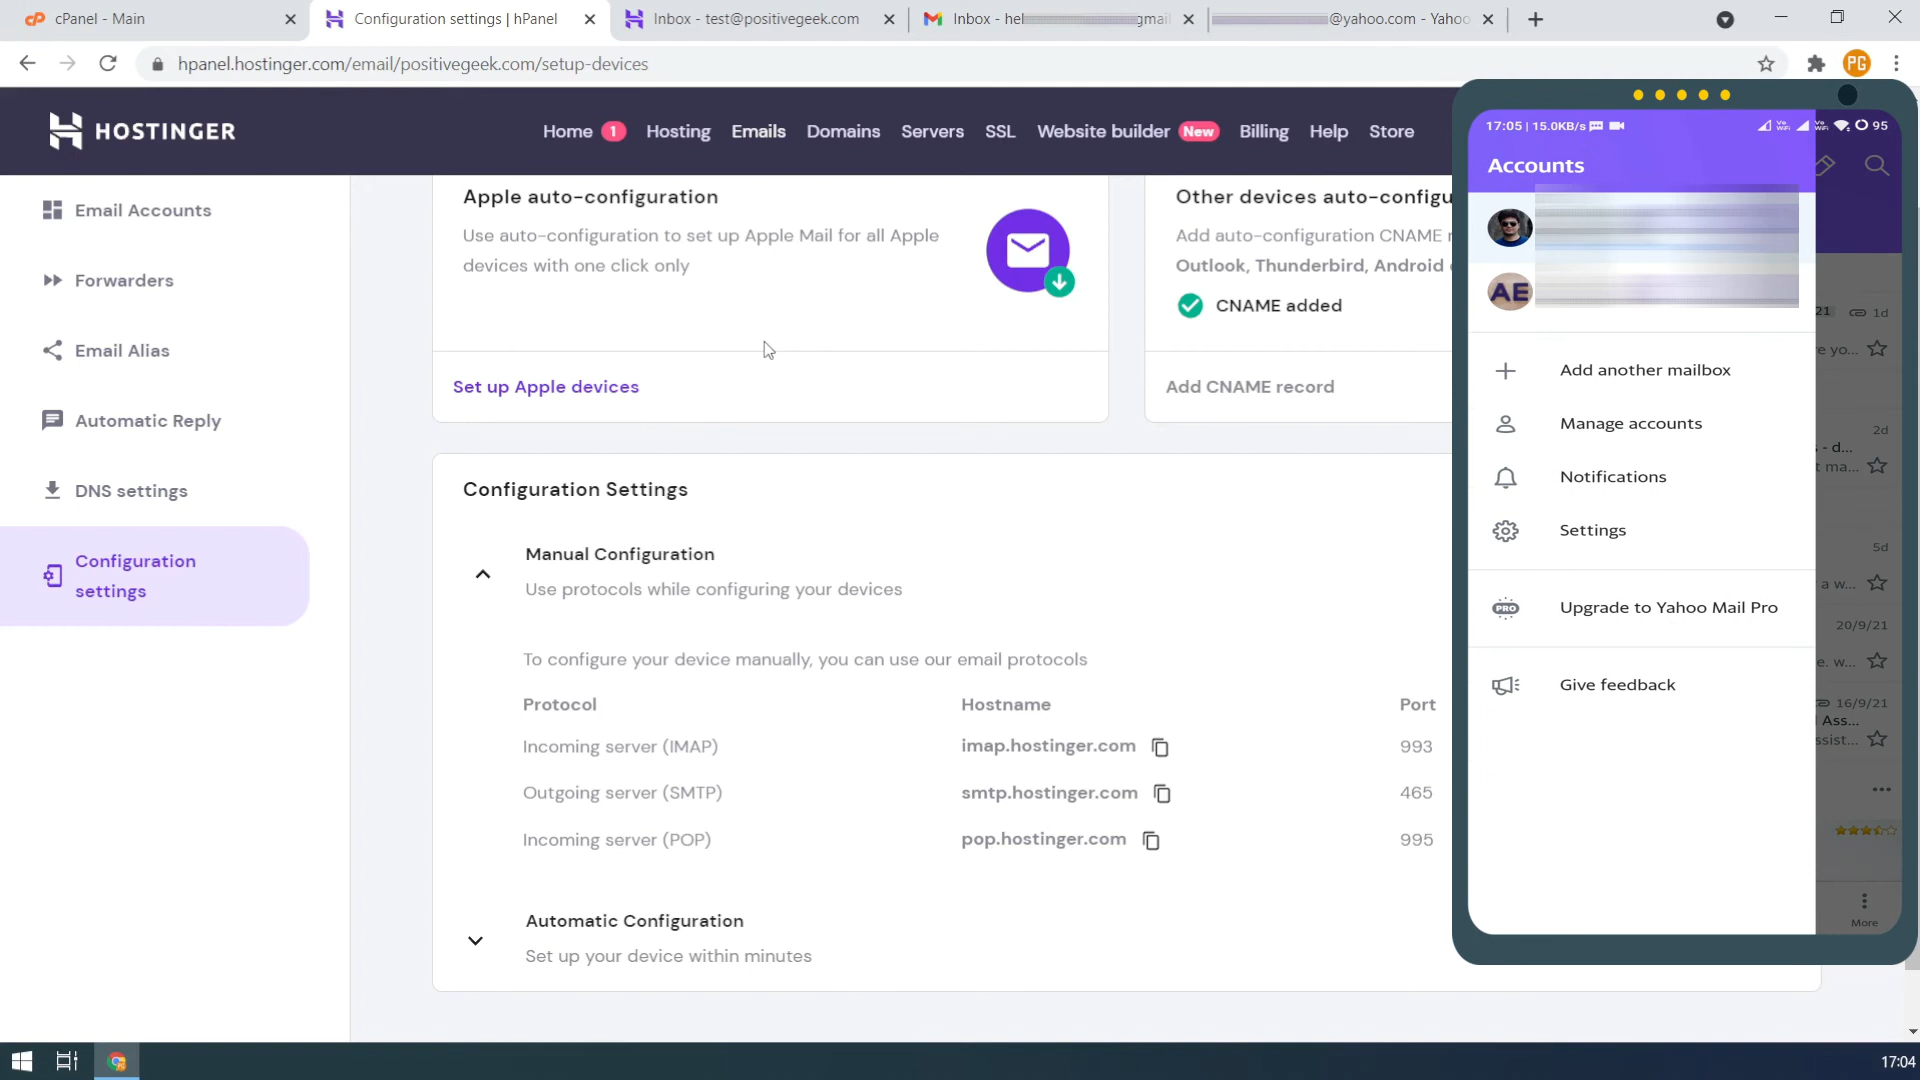 cPanel - Main
Configuration settings | hPanel
Inbox - test@positivegeek.com
Inbox - hel gmail
@yahoo.com - Yahoo
hpanel.hostinger.com/email/positivegeek.com/setup-devices
PG
HOSTINGER
Home 1 Hosting Emails Domains Servers SSL Website builder New Billing Help Store
Email Accounts
Forwarders
Email Alias
Automatic Reply
DNS settings
Configuration
settings
Apple auto-configuration
Use auto-configuration to set up Apple Mail for all Apple
devices with one click only
Set up Apple devices
Other devices auto-configu
Add auto-configuration CNAME r
Outlook, Thunderbird, Android
CNAME added
Add CNAME record
Configuration Settings
Manual Configuration
Use protocols while configuring your devices
To configure your device manually, you can use our email protocols
Protocol Hostname Port
Incoming server (IMAP) imap.hostinger.com 993
Outgoing server (SMTP) smtp.hostinger.com 465
Incoming server (POP) pop.hostinger.com 995
Automatic Configuration
Set up your device within minutes
17:05 | 15.0KB/s 95
Accounts
AE
Add another mailbox
Manage accounts
Notifications
Settings
PRO Upgrade to Yahoo Mail Pro
Give feedback
21 1d
re yo...
2d
s - d...
t ma...
5d
a w...
20/9/21
e. w...
16/9/21
Ass...
ssist...
More
17:04